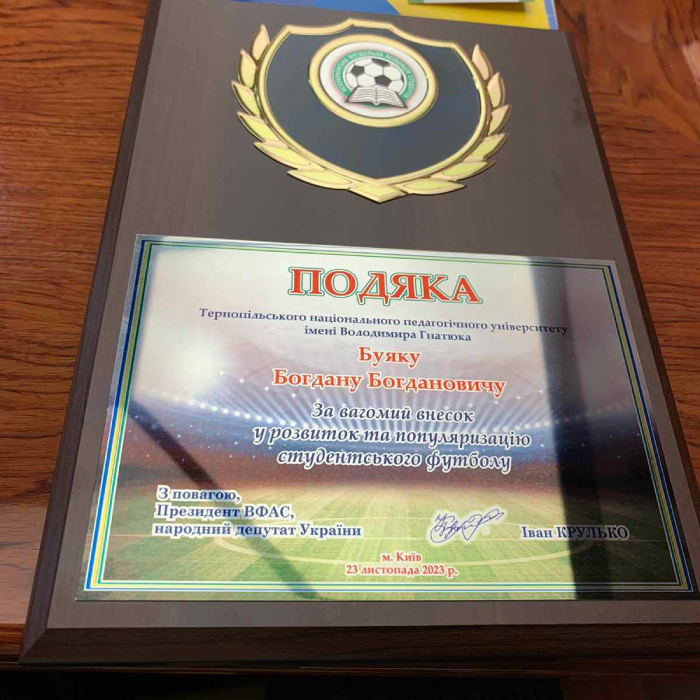 ПОДЯКА
Тернопільського національного педагогічного університету
імені Володимира Гнатюка
Буяку
Богдану Богдановичу
За вагомий внесок
у розвиток та популяризацію
студентського футболу
З повагою,
Президент ВФАС,
народний депутат України
Іван КРУЛЬКО
м. Київ
23 листопада 2023 р.